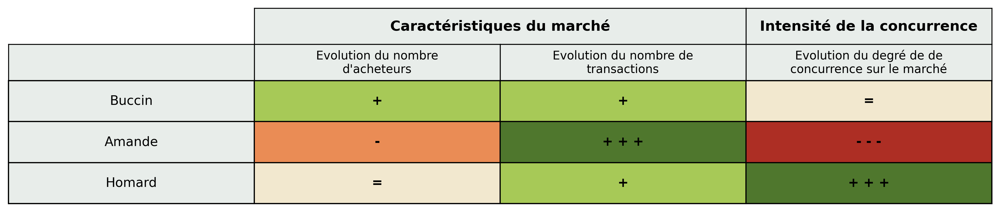 Caractéristiques du marché
Intensité de la concurrence
Evolution du nombre
d'acheteurs
Evolution du nombre de
transactions
Evolution du degré de de
concurrence sur le marché
Buccin
+
+
=
Amande
-
+ + +
- - -
Homard
=
+
+ + +